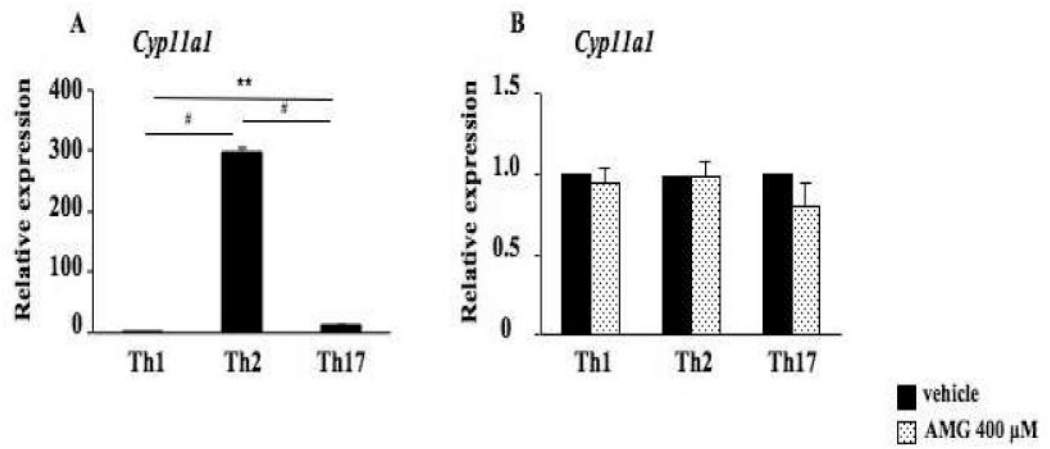 A
Cyp11a1
Relative expression
400
300
200
100
0
**
#
#
Th1
Th2
Th17
B
Cyp11a1
Relative expression
1.5
1.0
0.5
0
Th1
Th2
Th17
vehicle
AMG 400 µM